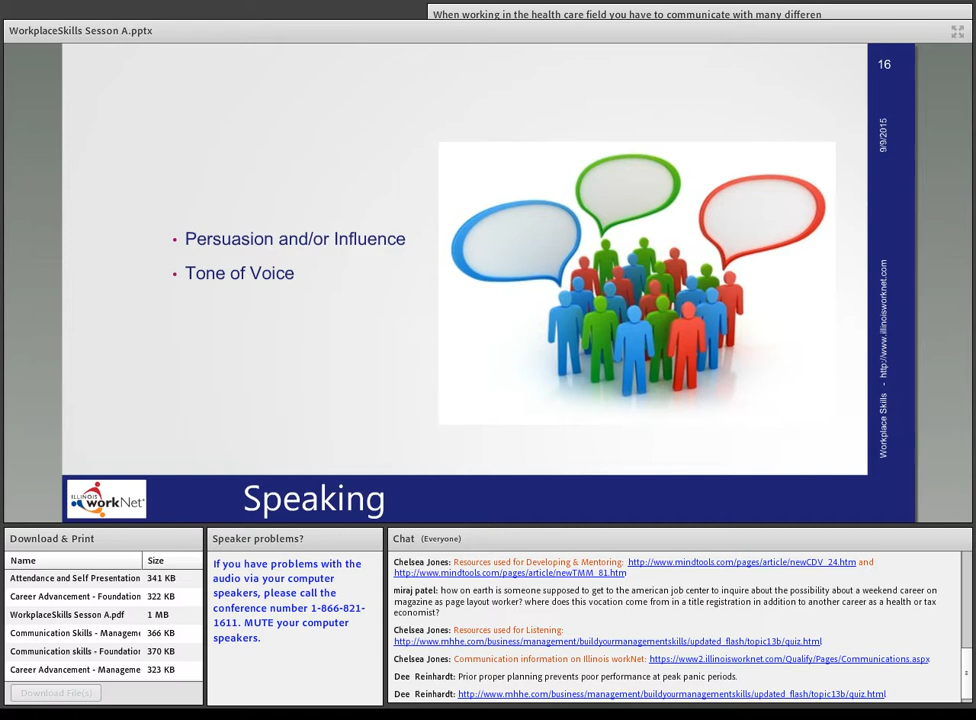 When working in the health care field you have to communicate with many differen
WorkplaceSkills Sesson A.pptx
16
9/9/2015
Workplace Skills - http://www.illinoisworknet.com
• Persuasion and/or Influence
• Tone of Voice
ILLINOIS
workNet®
Speaking
Download & Print
Name Size
Attendance and Self Presentation 341 KB
Career Advancement - Foundation 322 KB
WorkplaceSkills Sesson A.pdf 1 MB
Communication Skills - Managem 366 KB
Communication skills - Foundation 370 KB
Career Advancement - Manageme 323 KB
Download File(s)
Speaker problems?
If you have problems with the
audio via your computer
speakers, please call the
conference number 1-866-821-
1611. MUTE your computer
speakers.
Chat (Everyone)
Chelsea Jones: Resources used for Developing & Mentoring: http://www.mindtools.com/pages/article/newCDV_24.htm and
http://www.mindtools.com/pages/article/newTMM_81.htm
miraj patel: how on earth is someone supposed to get to the american job center to inquire about the possibility about a weekend career on
magazine as page layout worker? where does this vocation come from in a title registration in addition to another career as a health or tax
economist?
Chelsea Jones: Resources used for Listening:
http://www.mhhe.com/business/management/buildyourmanagementskills/updated_flash/topic13b/quiz.html
Chelsea Jones: Communication information on Illinois workNet: https://www2.illinoisworknet.com/Qualify/Pages/Communications.aspx
Dee Reinhardt: Prior proper planning prevents poor performance at peak panic periods.
Dee Reinhardt: http://www.mhhe.com/business/management/buildyourmanagementskills/updated_flash/topic13b/quiz.html